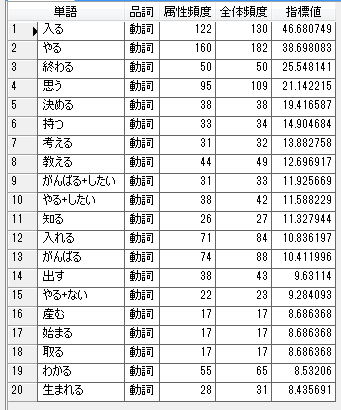 単語 品詞 属性頻度 全体頻度 指標値
1 入る 動詞 122 130 46.680749
2 やる 動詞 160 182 38.698083
3 終わる 動詞 50 50 25.548141
4 思う 動詞 95 109 21.142215
5 決める 動詞 38 38 19.416587
6 持つ 動詞 33 34 14.904684
7 考える 動詞 31 32 13.882758
8 教える 動詞 44 49 12.696917
9 がんばる+したい 動詞 31 33 11.925669
10 やる+したい 動詞 38 42 11.588229
11 知る 動詞 26 27 11.327944
12 入れる 動詞 71 84 10.836197
13 がんばる 動詞 74 88 10.411996
14 出す 動詞 38 43 9.63114
15 やる+ない 動詞 22 23 9.284093
16 産む 動詞 17 17 8.686368
17 始まる 動詞 17 17 8.686368
18 取る 動詞 17 17 8.686368
19 わかる 動詞 55 65 8.53206
20 生まれる 動詞 28 31 8.435691